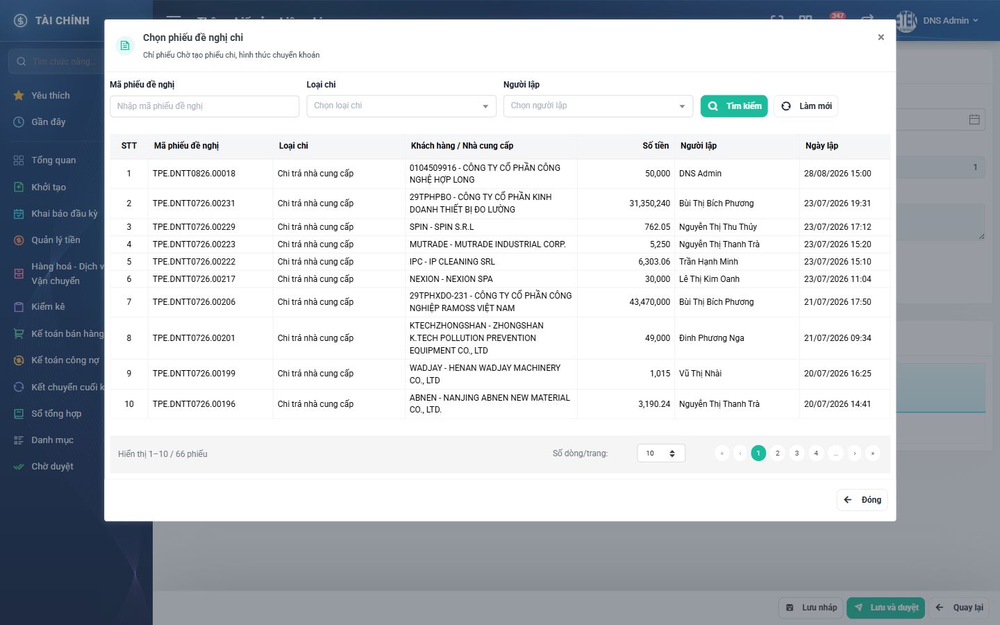 TÀI CHÍNH
347
DNS Admin
Tìm chức năng...
Yêu thích
Gần đây
Tổng quan
Khởi tạo
Khai báo đầu kỳ
Quản lý tiền
Hàng hoá - Dịch v
Vận chuyển
Kiểm kê
Kế toán bán hàng
Kế toán công nợ
Kết chuyển cuối k
Sổ tổng hợp
Danh mục
Chờ duyệt
Chọn phiếu đề nghị chi
×
Chỉ phiếu Chờ tạo phiếu chi, hình thức chuyển khoản
Mã phiếu đề nghị Loại chi Người lập
Nhập mã phiếu đề nghị Chọn loại chi Chọn người lập Tìm kiếm Làm mới
STT Mã phiếu đề nghị Loại chi Khách hàng / Nhà cung cấp Số tiền Người lập Ngày lập
1 TPE.DNTT0826.00018 Chi trả nhà cung cấp 0104509916 - CÔNG TY CỔ PHẦN CÔNG 50,000 DNS Admin 28/08/2026 15:00
NGHỆ HỢP LONG
2 TPE.DNTT0726.00231 Chi trả nhà cung cấp 29TPHPBO - CÔNG TY CỔ PHẦN KINH 31,350,240 Bùi Thị Bích Phương 23/07/2026 19:31
DOANH THIẾT BỊ ĐO LƯỜNG
3 TPE.DNTT0726.00229 Chi trả nhà cung cấp SPIN - SPIN S.R.L 762.05 Nguyễn Thị Thu Thủy 23/07/2026 17:12
4 TPE.DNTT0726.00223 Chi trả nhà cung cấp MUTRADE - MUTRADE INDUSTRIAL CORP. 5,250 Nguyễn Thị Thanh Trà 23/07/2026 15:20
5 TPE.DNTT0726.00222 Chi trả nhà cung cấp IPC - IP CLEANING SRL 6,303.06 Trần Hạnh Minh 23/07/2026 15:10
6 TPE.DNTT0726.00217 Chi trả nhà cung cấp NEXION - NEXION SPA 30,000 Lê Thị Kim Oanh 23/07/2026 11:04
7 TPE.DNTT0726.00206 Chi trả nhà cung cấp 29TPHXDO-231 - CÔNG TY CỔ PHẦN CÔNG 43,470,000 Bùi Thị Bích Phương 21/07/2026 17:50
NGHIỆP RAMOSS VIỆT NAM
8 TPE.DNTT0726.00201 Chi trả nhà cung cấp KTECHZHONGSHAN - ZHONGSHAN 49,000 Đinh Phương Nga 21/07/2026 09:34
K.TECH POLLUTION PREVENTION
EQUIPMENT CO., LTD
9 TPE.DNTT0726.00199 Chi trả nhà cung cấp WADJAY - HENAN WADJAY MACHINERY 1,015 Vũ Thị Nhài 20/07/2026 16:25
CO., LTD
10 TPE.DNTT0726.00196 Chi trả nhà cung cấp ABNEN - NANJING ABNEN NEW MATERIAL 3,190.24 Nguyễn Thị Thanh Trà 20/07/2026 14:41
CO., LTD.
Hiển thị 1–10 / 66 phiếu Số dòng/trang: 10 « ‹ 1 2 3 4 ... › »
Đóng
1
Lưu nháp Lưu và duyệt Quay lại